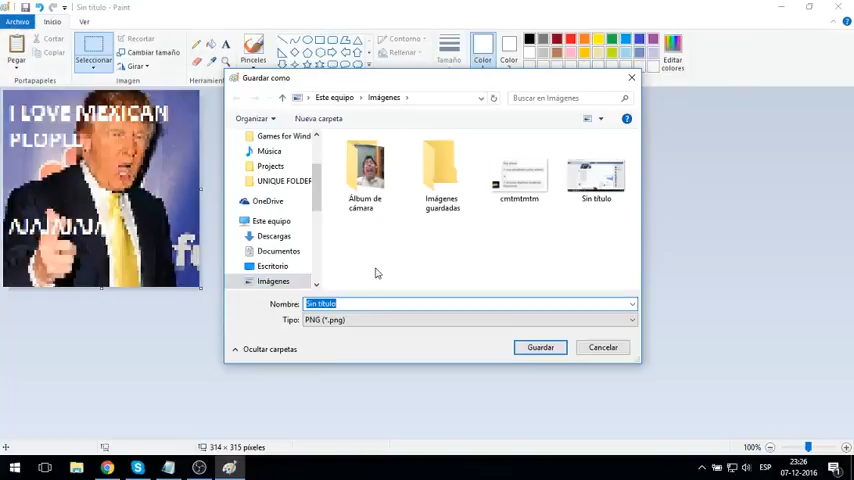 Sin título - Paint
Archivo
Inicio
Ver
Pegar
Cortar
Copiar
Portapapeles
Seleccionar
Recortar
Cambiar tamaño
Girar
Imagen
A
Herramien
Pinceles
Contorno
Rellenar
Tamaño
Color
1
Color
2
Editar
colores
I LOVE MEXICAN
PEOPLE
Guardar como
Este equipo
Imágenes
Buscar en Imágenes
Organizar
Nueva carpeta
Games for Wind
Música
Projects
UNIQUE FOLDER
OneDrive
Este equipo
Descargas
Documentos
Escritorio
Imágenes
Álbum de
cámara
Imágenes
guardadas
cmtmtmtm
Sin título
Nombre:
Sin título
Tipo:
PNG (*.png)
Ocultar carpetas
Guardar
Cancelar
314 × 315 píxeles
100%
ESP
23:26
07-12-2016